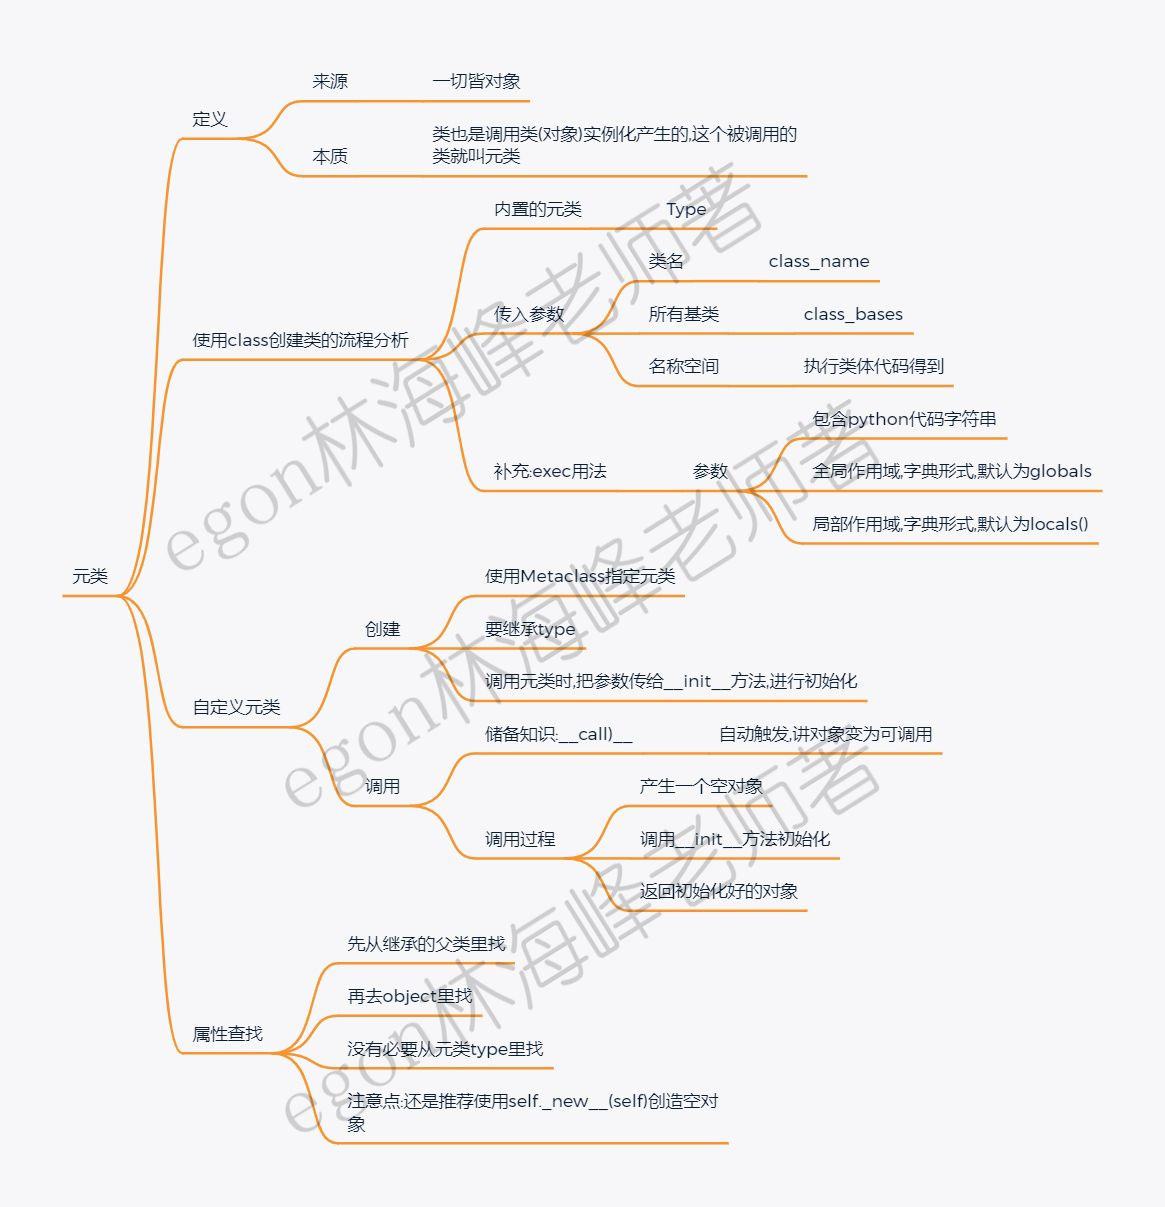 来源
一切皆对象
定义
类也是调用类(对象)实例化产生的,这个被调用的
本质
类就叫元类
内置的元类
Type
类名
class_name
传入参数
所有基类
class_bases
使用class创建类的流程分析
名称空间
执行类体代码得到
包含python代码字符串
补充:exec用法
参数
全局作用域,字典形式,默认为globals
局部作用域,字典形式,默认为locals()
元类
使用Metaclass指定元类
创建
要继承type
调用元类时,把参数传给__init__方法,进行初始化
自定义元类
储备知识:__call)__
自动触发,讲对象变为可调用
调用
产生一个空对象
调用过程
调用__init__方法初始化
返回初始化好的对象
先从继承的父类里找
再去object里找
属性查找
没有必要从元类type里找
注意点:还是推荐使用self._new__(self)创造空对
象
egon林海峰老师著
egon林海峰老师著
egon林海峰老师著